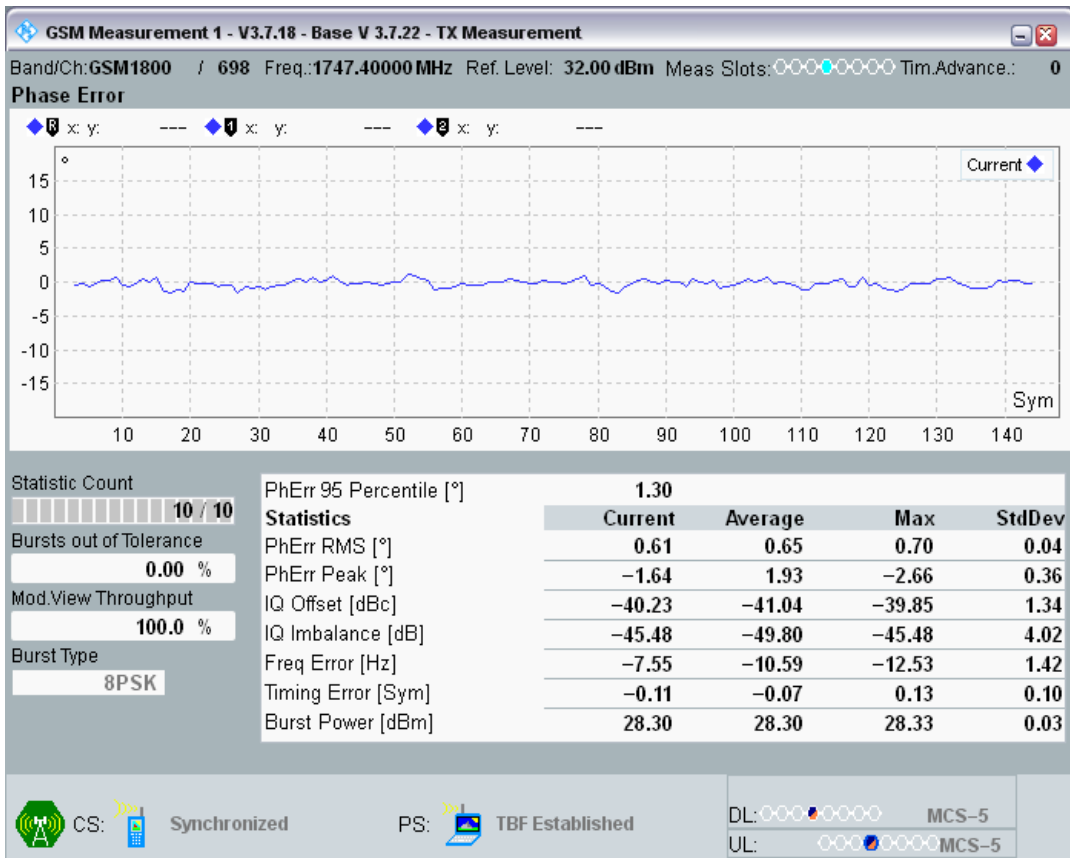 GSM Measurement 1 - V3.7.18 - Base V 3.7.22 - TX Measurement
Band/Ch:GSM1800 / 698 Freq.:1747.40000 MHz Ref. Level: 32.00 dBm Meas Slots: Tim.Advance.: 0
Phase Error
R x: y: --- 1 x: y: --- 2 x: y: ---
°
Current
15
10
5
0
-5
-10
-15
Sym
10 20 30 40 50 60 70 80 90 100 110 120 130 140
Statistic Count
10 / 10
Bursts out of Tolerance
0.00 %
Mod.View Throughput
100.0 %
Burst Type
8PSK
PhErr 95 Percentile [°] 1.30
Statistics Current Average Max StdDev
PhErr RMS [°] 0.61 0.65 0.70 0.04
PhErr Peak [°] −1.64 1.93 −2.66 0.36
IQ Offset [dBc] −40.23 −41.04 −39.85 1.34
IQ Imbalance [dB] −45.48 −49.80 −45.48 4.02
Freq Error [Hz] −7.55 −10.59 −12.53 1.42
Timing Error [Sym] −0.11 −0.07 0.13 0.10
Burst Power [dBm] 28.30 28.30 28.33 0.03
CS: Synchronized PS: TBF Established
DL: MCS−5
UL: MCS−5